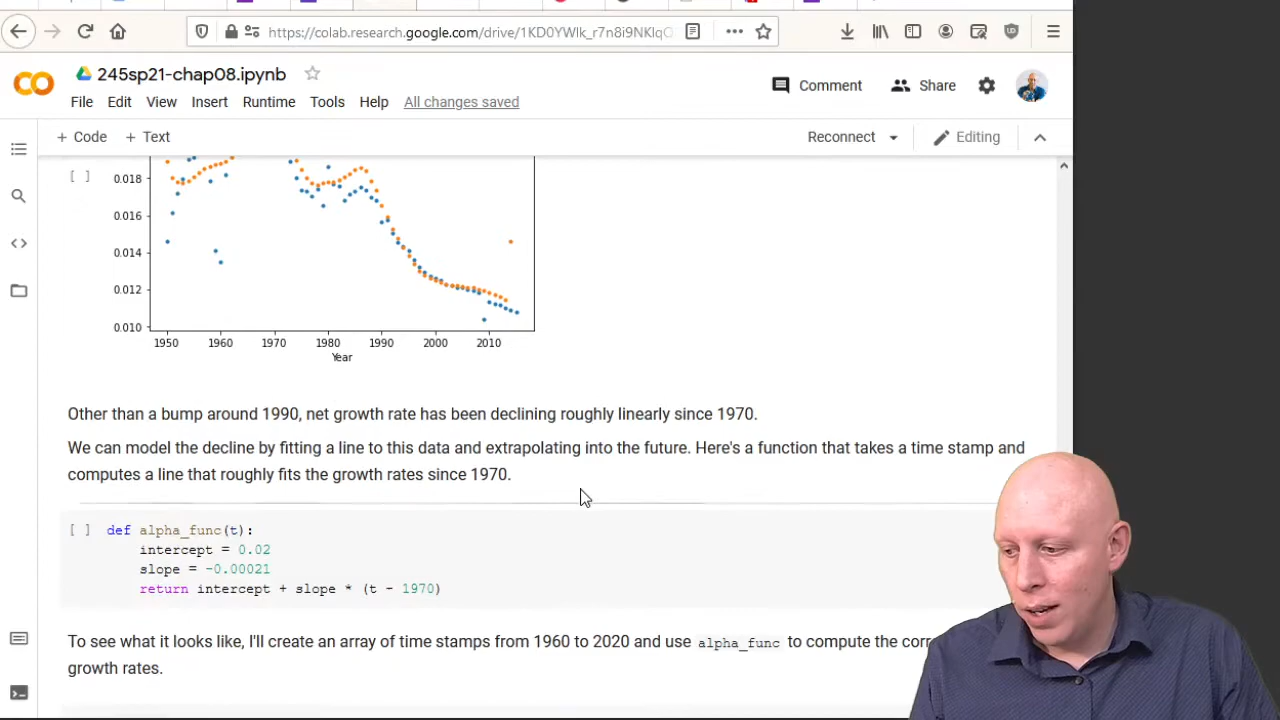 https://colab.research.google.com/drive/1KD0YWlk_r7n8i9NKlqO
245sp21-chap08.ipynb
Comment
Share
File Edit View Insert Runtime Tools Help All changes saved
+ Code + Text
Reconnect
Editing
[ ]
0.018
0.016
0.014
0.012
0.010
1950 1960 1970 1980 1990 2000 2010
Year
Other than a bump around 1990, net growth rate has been declining roughly linearly since 1970.
We can model the decline by fitting a line to this data and extrapolating into the future. Here's a function that takes a time stamp and
computes a line that roughly fits the growth rates since 1970.
[ ] def alpha_func(t):
intercept = 0.02
slope = -0.00021
return intercept + slope * (t - 1970)
To see what it looks like, I'll create an array of time stamps from 1960 to 2020 and use alpha_func to compute the
growth rates.